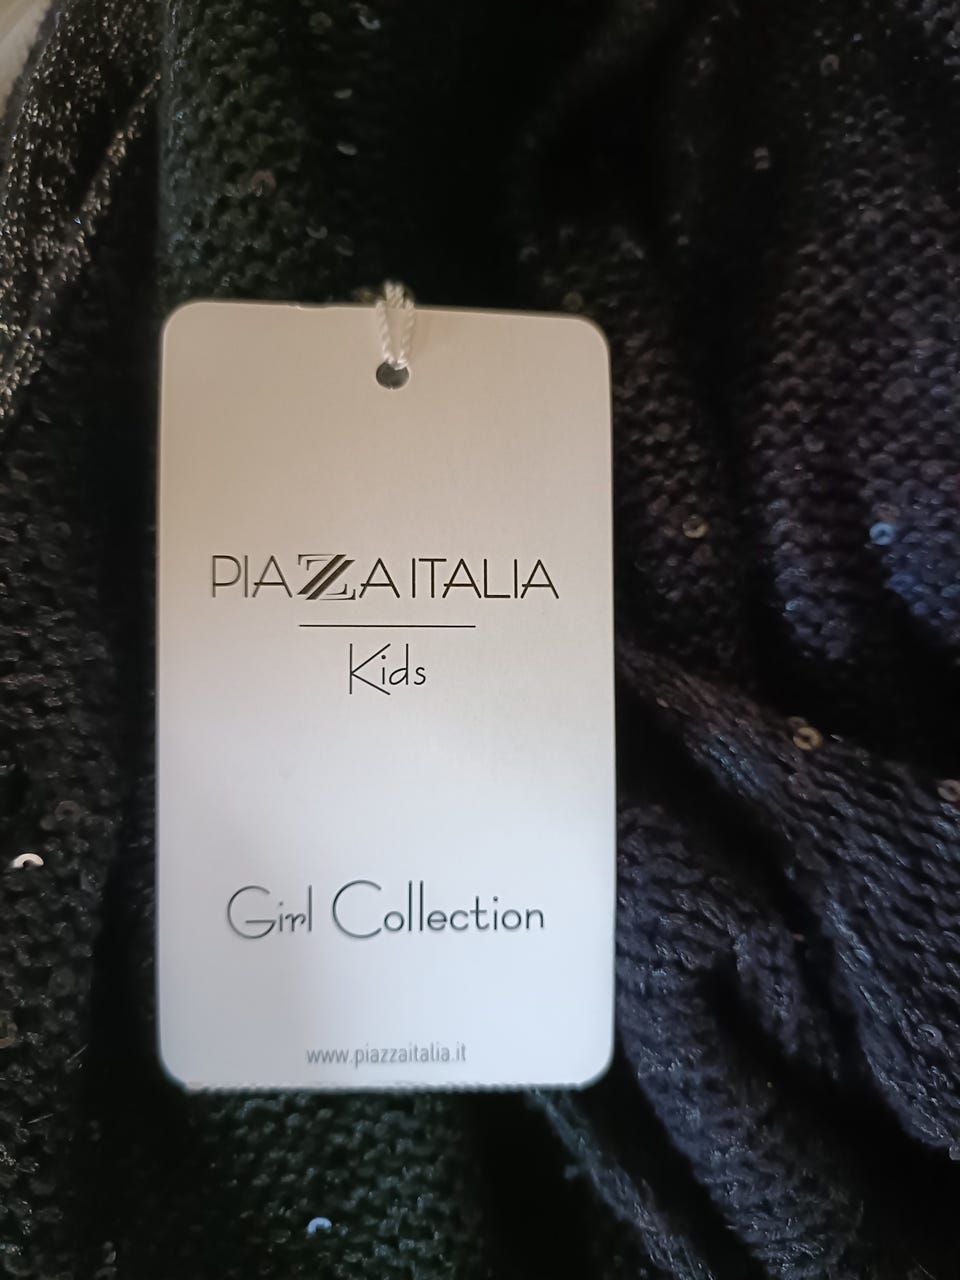 PIAZZA ITALIA
Kids
Girl Collection
www.piazzaitalia.it